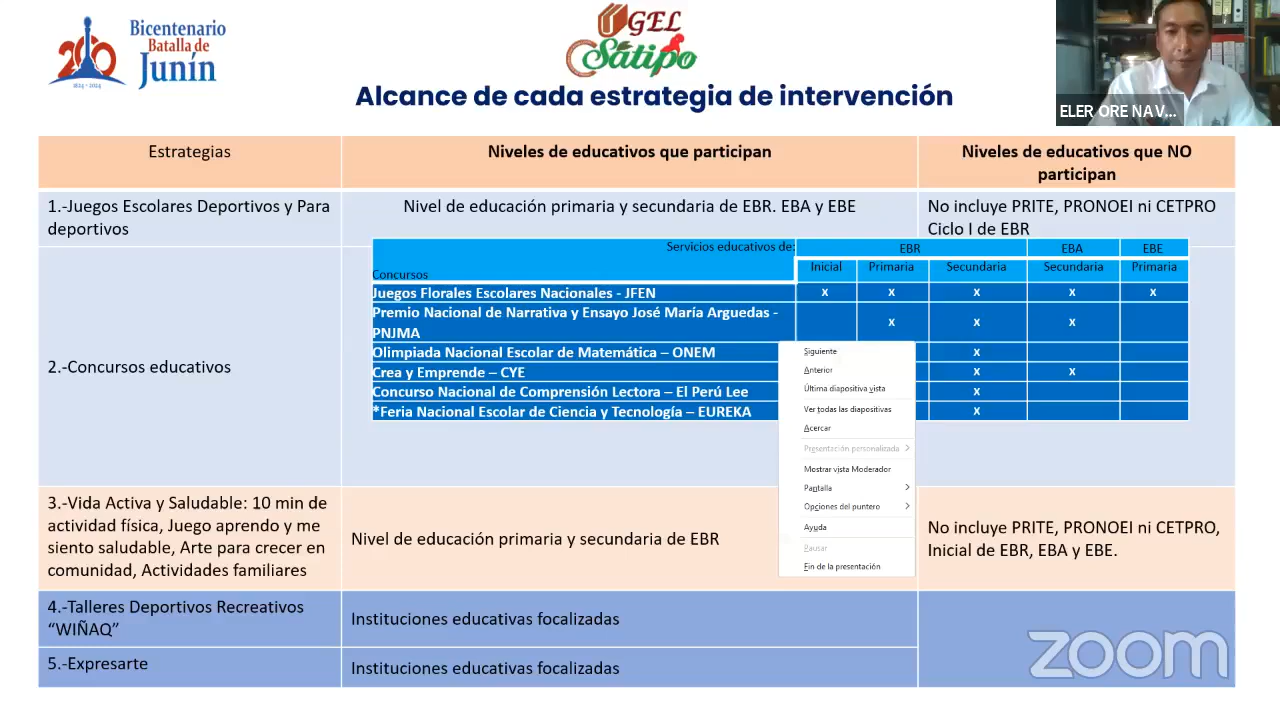 Bicentenario
Batalla de
Junín
200
1824 - 2024
UGEL
Satipo
Alcance de cada estrategia de intervención
ELER ORE NAV...
Estrategias
Niveles de educativos que participan
Niveles de educativos que NO
participan
1.-Juegos Escolares Deportivos y Para
deportivos
Nivel de educación primaria y secundaria de EBR. EBA y EBE
No incluye PRITE, PRONOEI ni CETPRO
Ciclo I de EBR
2.-Concursos educativos
Servicios educativos de:
EBR
EBA
EBE
Concursos
Inicial
Primaria
Secundaria
Secundaria
Primaria
Juegos Florales Escolares Nacionales - JFEN
x
x
x
x
x
Premio Nacional de Narrativa y Ensayo José María Arguedas -
PNJMA
x
x
x
Olimpiada Nacional Escolar de Matemática – ONEM
x
Crea y Emprende – CYE
x
x
Concurso Nacional de Comprensión Lectora – El Perú Lee
x
*Feria Nacional Escolar de Ciencia y Tecnología – EUREKA
x
Siguiente
Anterior
Última diapositiva vista
Ver todas las diapositivas
Acercar
Presentación personalizada
Mostrar vista Moderador
Pantalla
Opciones del puntero
Ayuda
Pausar
Fin de la presentación
3.-Vida Activa y Saludable: 10 min de
actividad física, Juego aprendo y me
siento saludable, Arte para crecer en
comunidad, Actividades familiares
Nivel de educación primaria y secundaria de EBR
No incluye PRITE, PRONOEI ni CETPRO,
Inicial de EBR, EBA y EBE.
4.-Talleres Deportivos Recreativos
“WIÑAQ”
Instituciones educativas focalizadas
5.-Expresarte
Instituciones educativas focalizadas
zoom